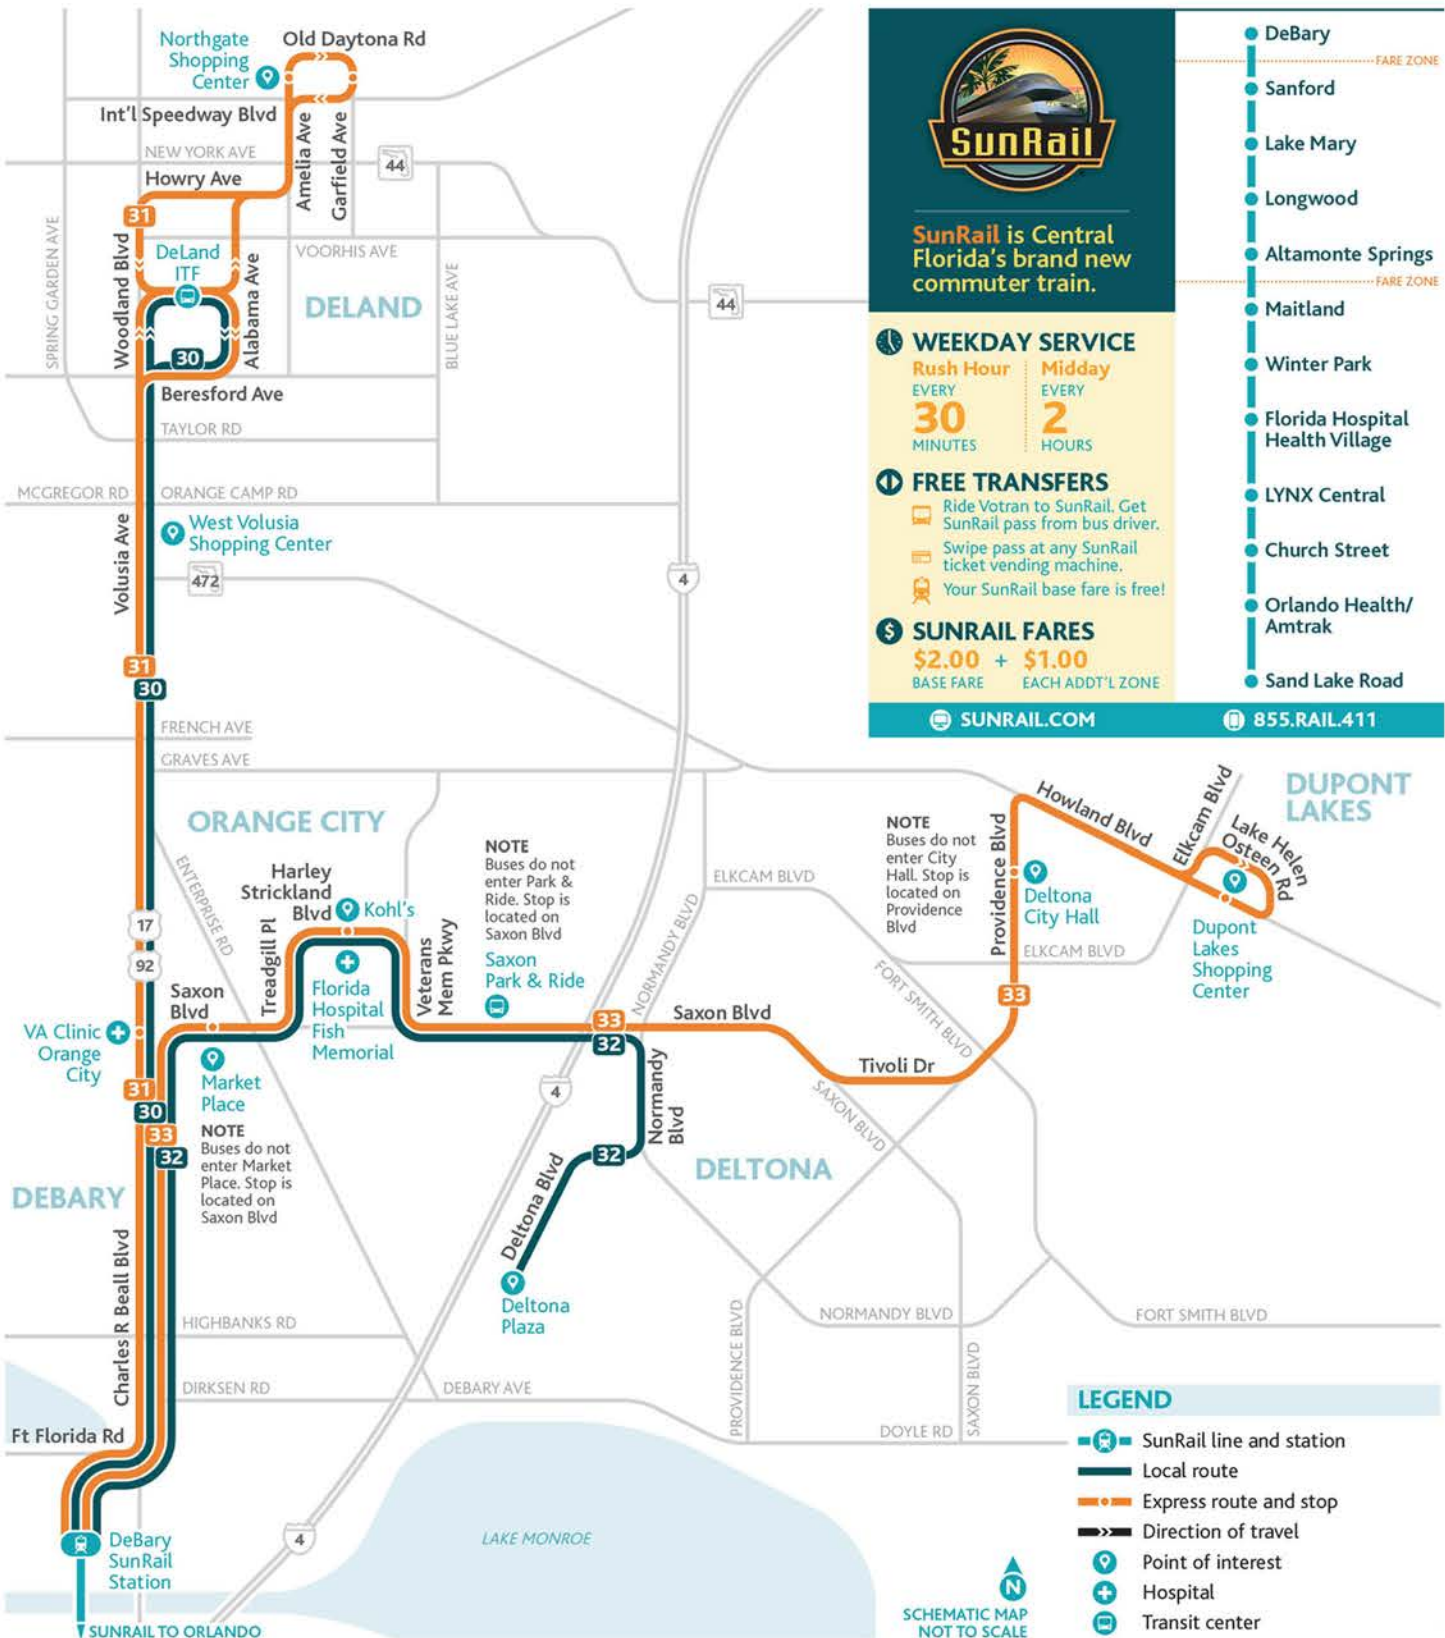 Northgate
Shopping
Center
Old Daytona Rd
Int'l Speedway Blvd
NEW YORK AVE
Howry Ave
44
Amelia Ave
Garfield Ave
31
SPRING GARDEN AVE
Woodland Blvd
DeLand
ITF
Alabama Ave
VOORHIS AVE
DELAND
BLUE LAKE AVE
44
30
Beresford Ave
TAYLOR RD
MCGREGOR RD
ORANGE CAMP RD
Volusia Ave
West Volusia
Shopping Center
472
4
31
30
FRENCH AVE
GRAVES AVE
SunRail
SunRail is Central
Florida's brand new
commuter train.
WEEKDAY SERVICE
Rush Hour
EVERY
30
MINUTES
Midday
EVERY
2
HOURS
FREE TRANSFERS
Ride Votran to SunRail. Get
SunRail pass from bus driver.
Swipe pass at any SunRail
ticket vending machine.
Your SunRail base fare is free!
$ SUNRAIL FARES
$2.00 + $1.00
BASE FARE EACH ADDT'L ZONE
DeBary
FARE ZONE
Sanford
Lake Mary
Longwood
Altamonte Springs
FARE ZONE
Maitland
Winter Park
Florida Hospital
Health Village
LYNX Central
Church Street
Orlando Health/
Amtrak
Sand Lake Road
SUNRAIL.COM
855.RAIL.411
ORANGE CITY
ENTERPRISE RD
17
92
Harley
Strickland
Blvd
Kohl's
Treadgill Pl
Florida
Hospital
Fish
Memorial
Veterans
Mem Pkwy
NOTE
Buses do not
enter Park &
Ride. Stop is
located on
Saxon Blvd
Saxon
Park & Ride
Saxon
Blvd
VA Clinic
Orange
City
Market
Place
NOTE
Buses do not
enter Market
Place. Stop is
located on
Saxon Blvd
31
30
33
32
NORMANDY BLVD
ELKCAM BLVD
33
32
Saxon Blvd
4
Normandy
Blvd
32
Deltona Blvd
Deltona
Plaza
DELTONA
Tivoli Dr
SAXON BLVD
FORT SMITH BLVD
33
NOTE
Buses do not
enter City
Hall. Stop is
located on
Providence
Blvd
Providence Blvd
Deltona
City Hall
ELKCAM BLVD
Howland Blvd
Elkcam Blvd
Lake Helen
Osteen Rd
DUPONT
LAKES
Dupont
Lakes
Shopping
Center
DEBARY
Charles R Beall Blvd
HIGHBANKS RD
DIRKSEN RD
DEBARY AVE
PROVIDENCE BLVD
NORMANDY BLVD
FORT SMITH BLVD
SAXON BLVD
DOYLE RD
Ft Florida Rd
DeBary
SunRail
Station
4
LAKE MONROE
SUNRAIL TO ORLANDO
N
SCHEMATIC MAP
NOT TO SCALE
LEGEND
SunRail line and station
Local route
Express route and stop
Direction of travel
Point of interest
Hospital
Transit center